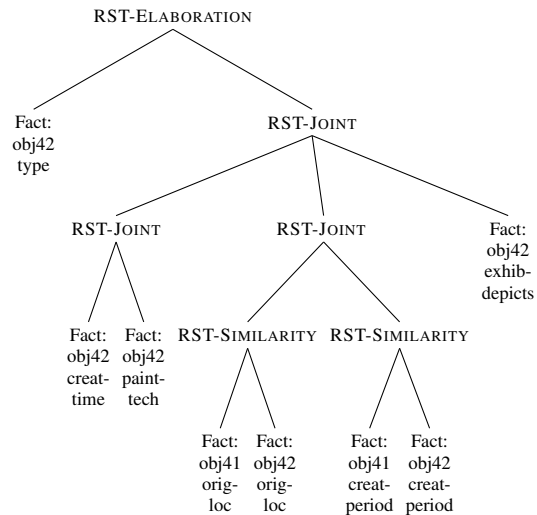 RST-ELABORATION
Fact:
obj42
type
RST-JOINT
RST-JOINT
RST-JOINT
Fact:
obj42
exhib-
depicts
Fact:
obj42
creat-
time
Fact:
obj42
paint-
tech
RST-SIMILARITY
RST-SIMILARITY
Fact:
obj41
orig-
loc
Fact:
obj42
orig-
loc
Fact:
obj41
creat-
period
Fact:
obj42
creat-
period